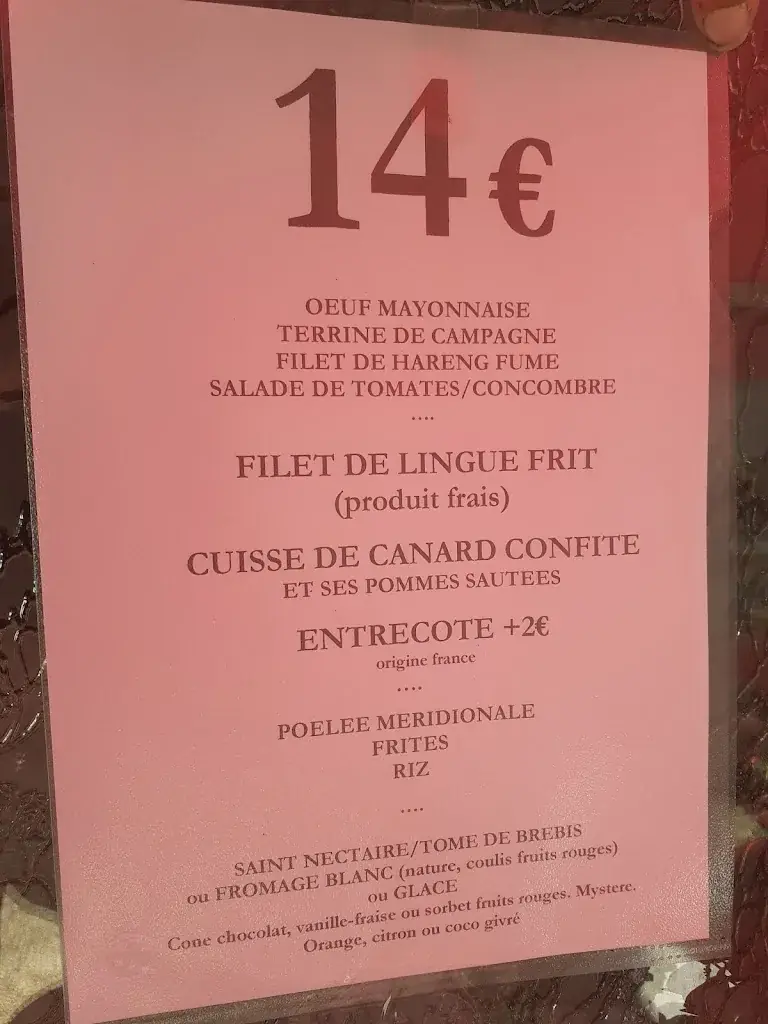 14€
OEUF MAYONNAISE
TERRINE DE CAMPAGNE
FILET DE HARENG FUME
SALADE DE TOMATES/CONCOMBRE
....
FILET DE LINGUE FRIT
(produit frais)
CUISSE DE CANARD CONFITE
ET SES POMMES SAUTEES
ENTRECOTE +2€
origine france
....
POELEE MERIDIONALE
FRITES
RIZ
....
SAINT NECTAIRE/TOME DE BREBIS
ou FROMAGE BLANC (nature, coulis fruits rouges)
ou GLACE
Cone chocolat, vanille-fraise ou sorbet fruits rouges. Mystere.
Orange, citron ou coco givré